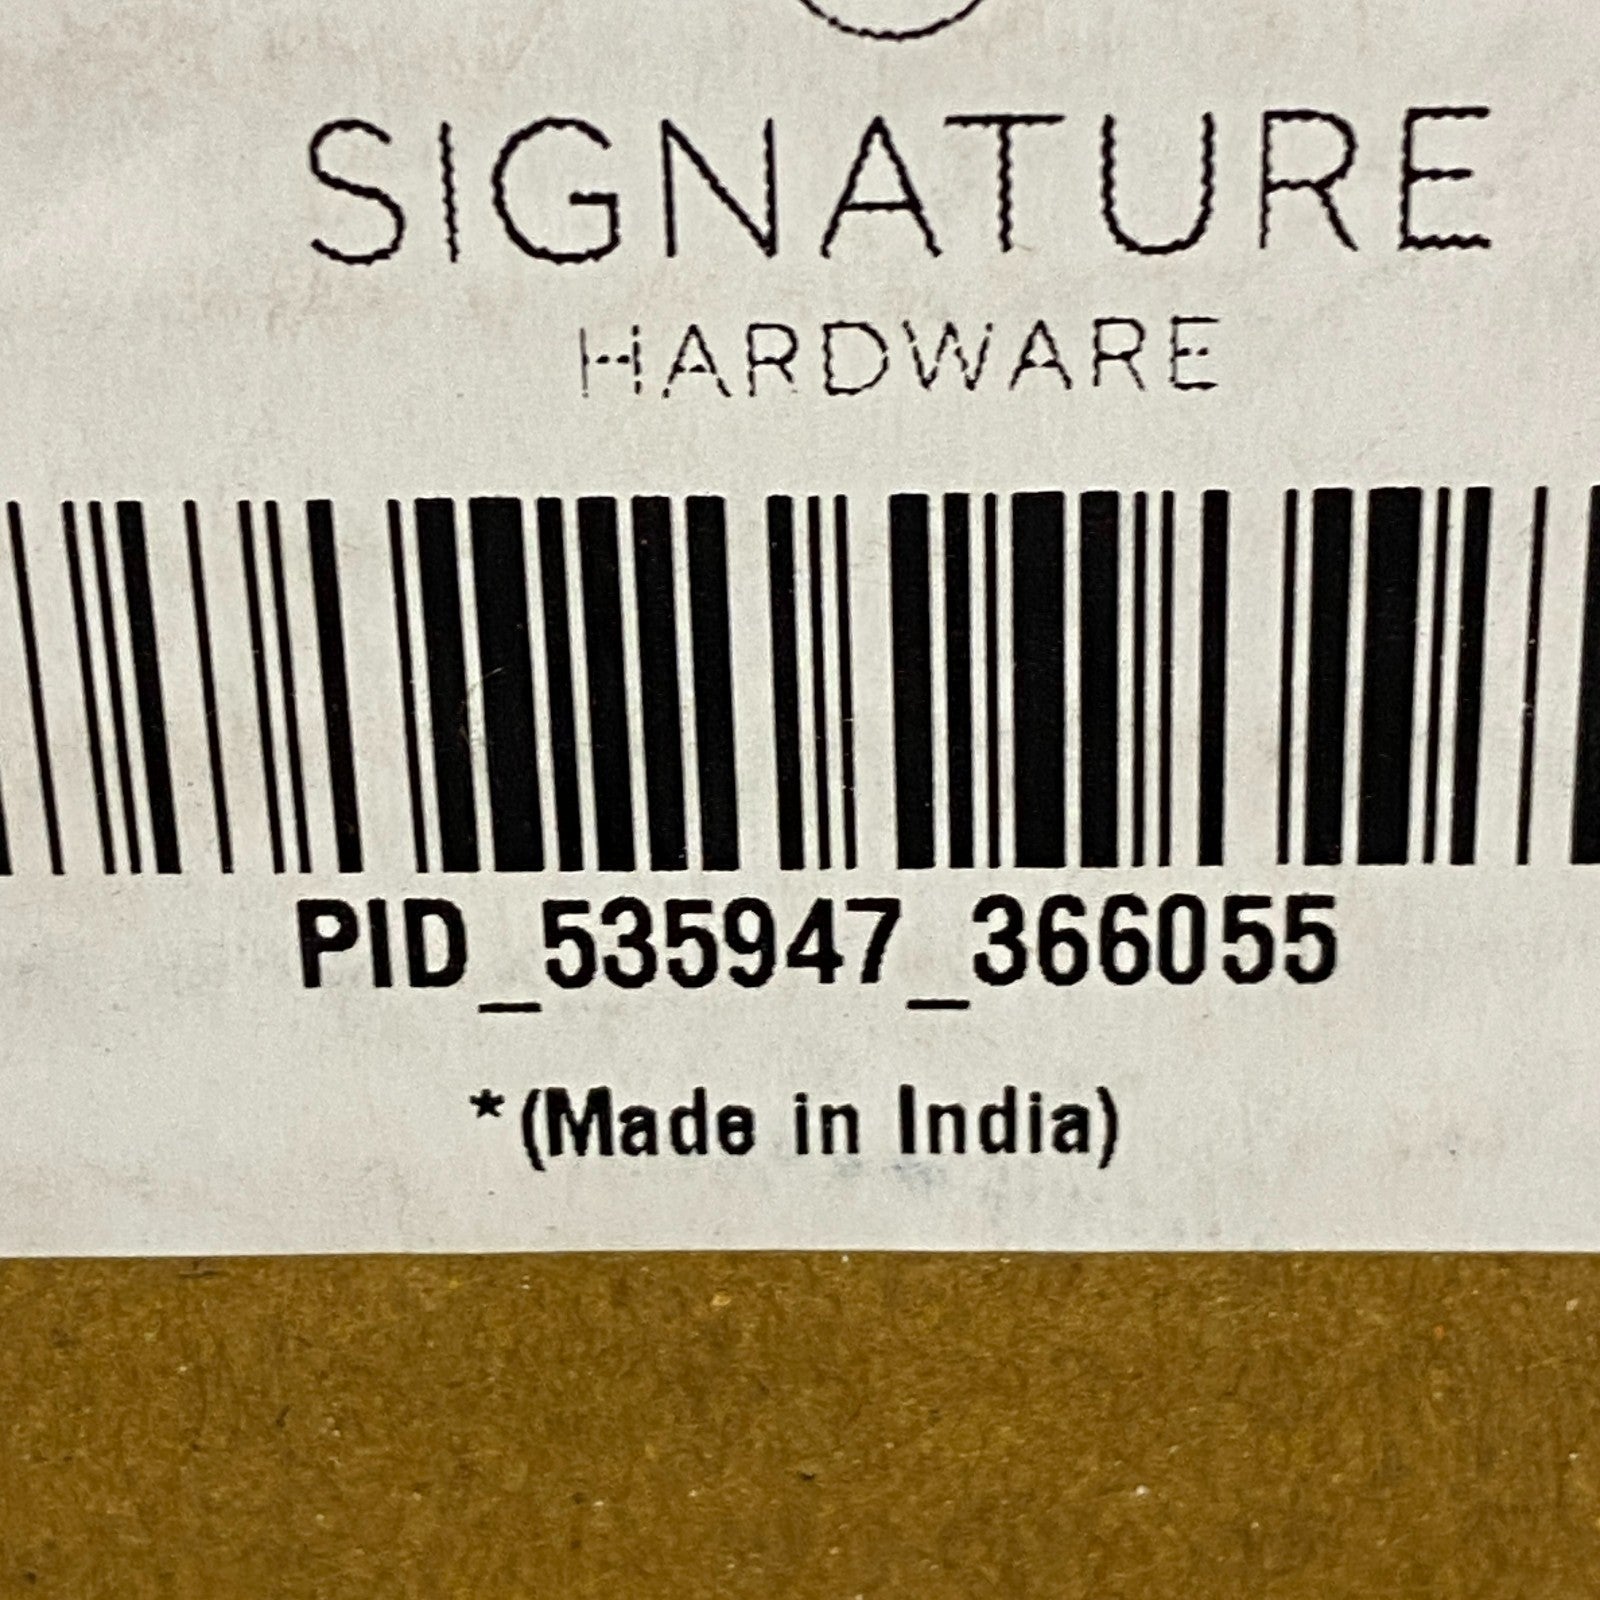 SIGNATURE
HARDWARE
PID_535947_366055
*(Made in India)